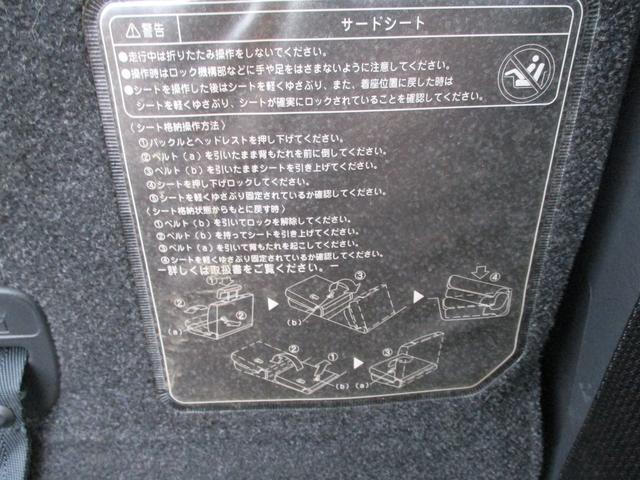 ⚠警告 サードシート
●走行中は折りたたみ操作をしないでください。
●操作時はロック機構部などに手や足をはさまないように注意してください。
●シートを操作した後はシートを軽くゆさぶり、また、着座位置に戻した時は
シートを軽くゆさぶり、シートが確実にロックされていることを確認してください。
〈シート格納操作方法〉
①バックルとヘッドレストを押し下げてください。
②ベルト(a)を引いたまま背もたれを前に倒してください。
③ベルト(b)を引いたままシートを引き上げてください。
④シートを押し下げロックしてください。
⑤シートを軽くゆさぶり固定されているか確認してください。
〈シート格納状態からもとに戻す時〉
①ベルト(b)を引いてロックを解除してください。
②ベルト(b)を持ってシートを引き上げてください。
③ベルト(a)を引いて背もたれを起こしてください。
④シートを軽くゆさぶり固定されているか確認してください。
ー詳しくは取扱書をご覧ください。ー
① ② (a) ② ③ (b) ④
② ① (b) ③ (a)